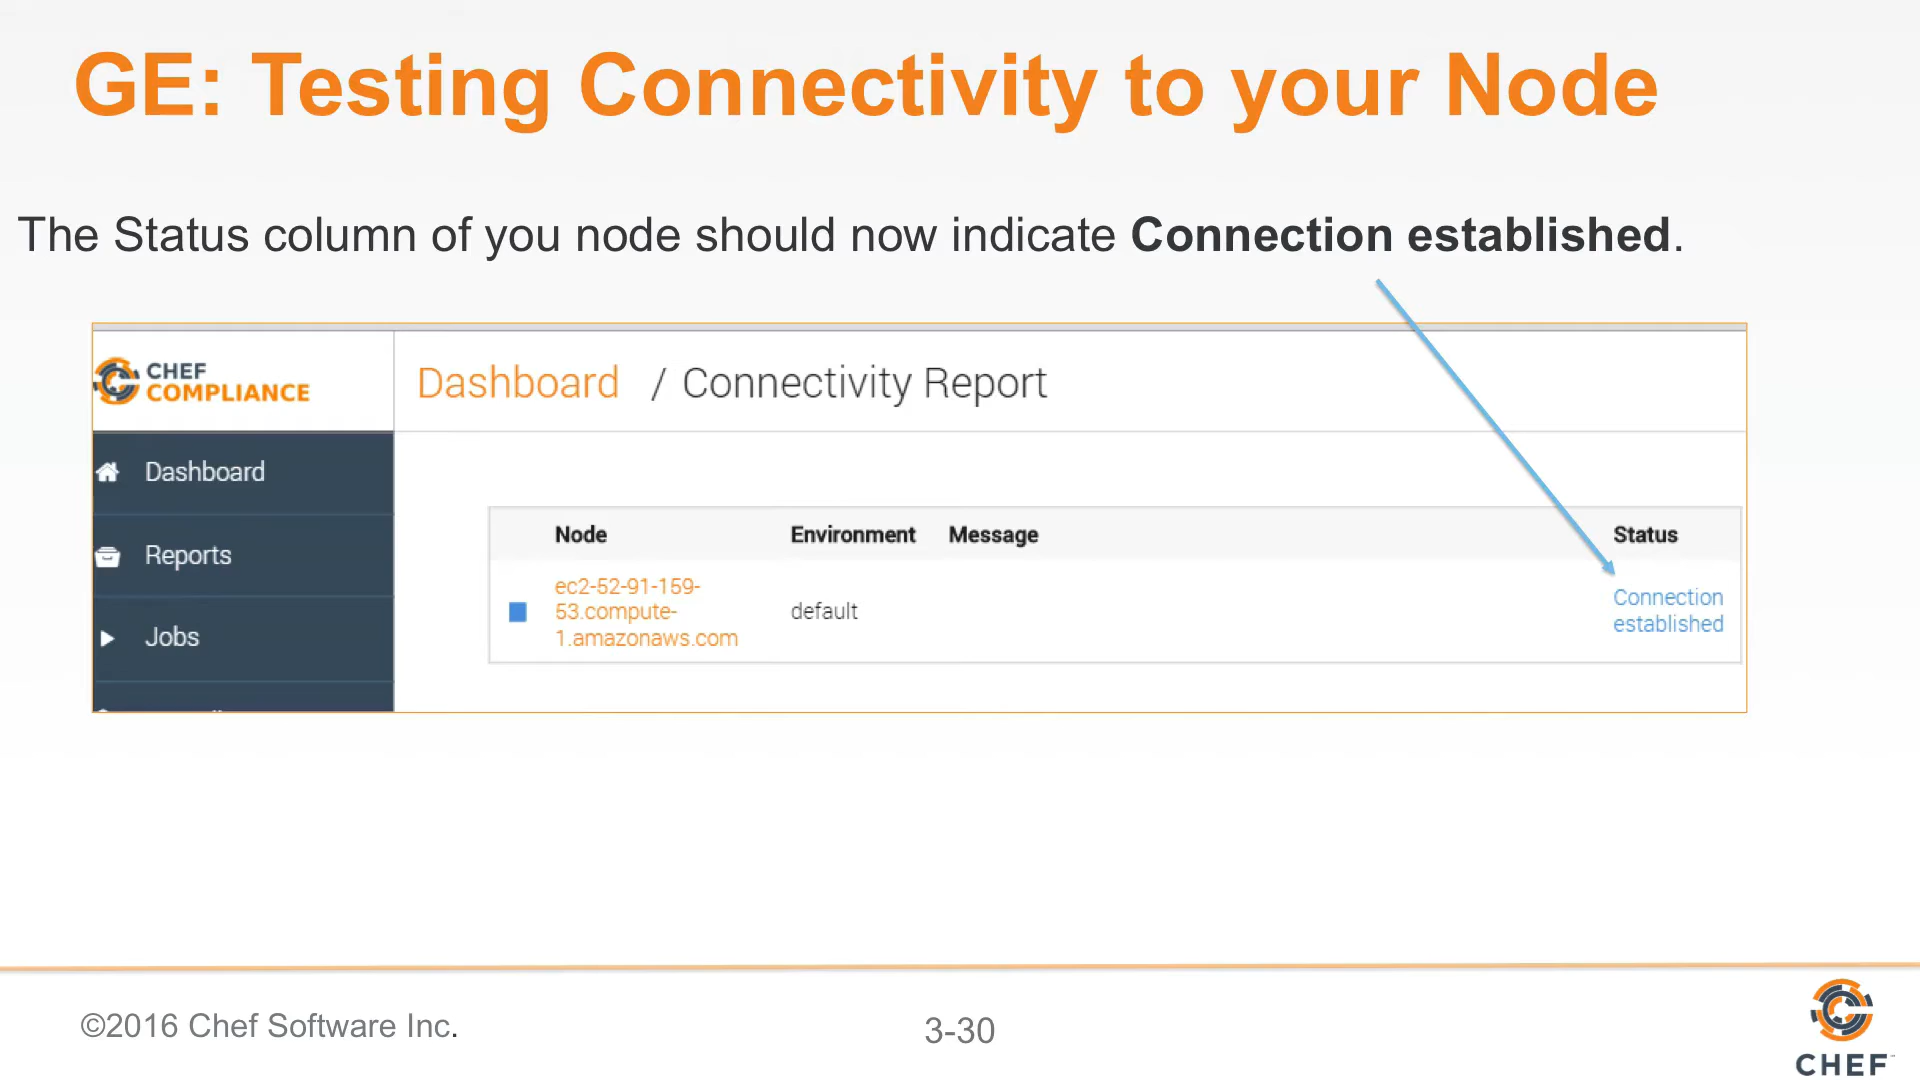 GE: Testing Connectivity to your Node
The Status column of you node should now indicate Connection established.
CHEF
COMPLIANCE
Dashboard / Connectivity Report
Dashboard
Reports
Jobs
Node Environment Message Status
ec2-52-91-159-
53.compute-
1.amazonaws.com
default
Connection
established
©2016 Chef Software Inc.
3-30
CHEF